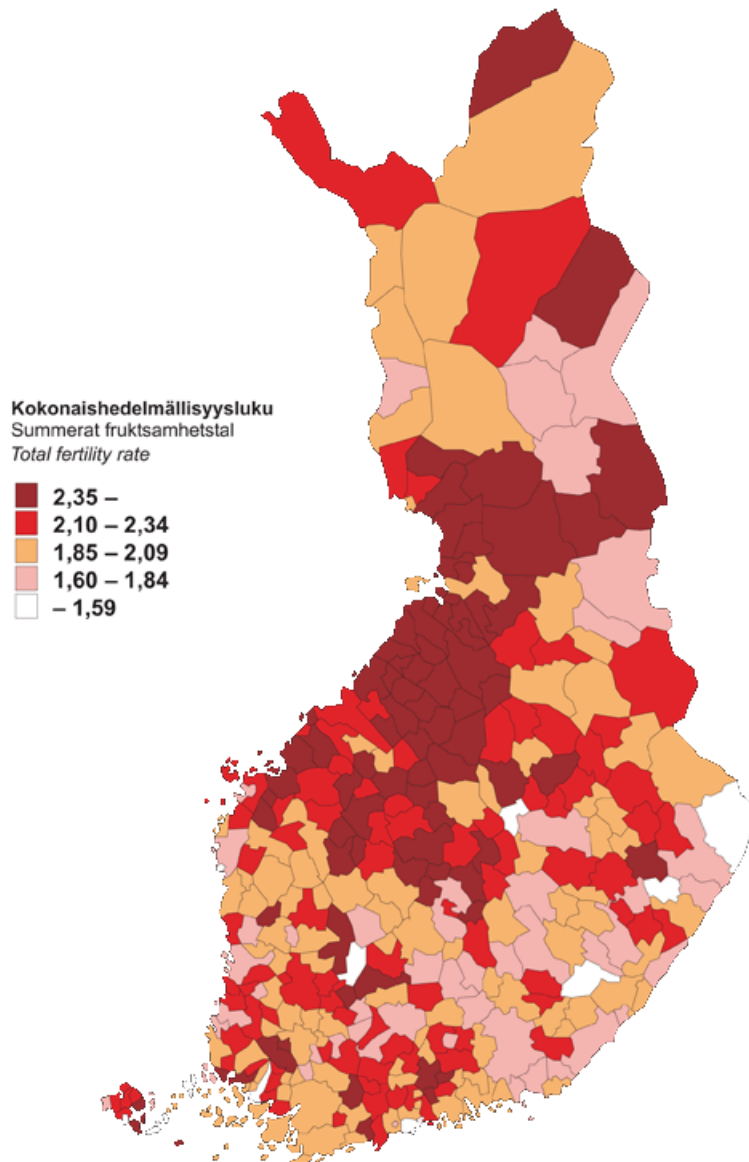 Kokonaishedelmällisyysluku
Summerat fruktsamhetstal
Total fertility rate
2,35 –
2,10 – 2,34
1,85 – 2,09
1,60 – 1,84
– 1,59